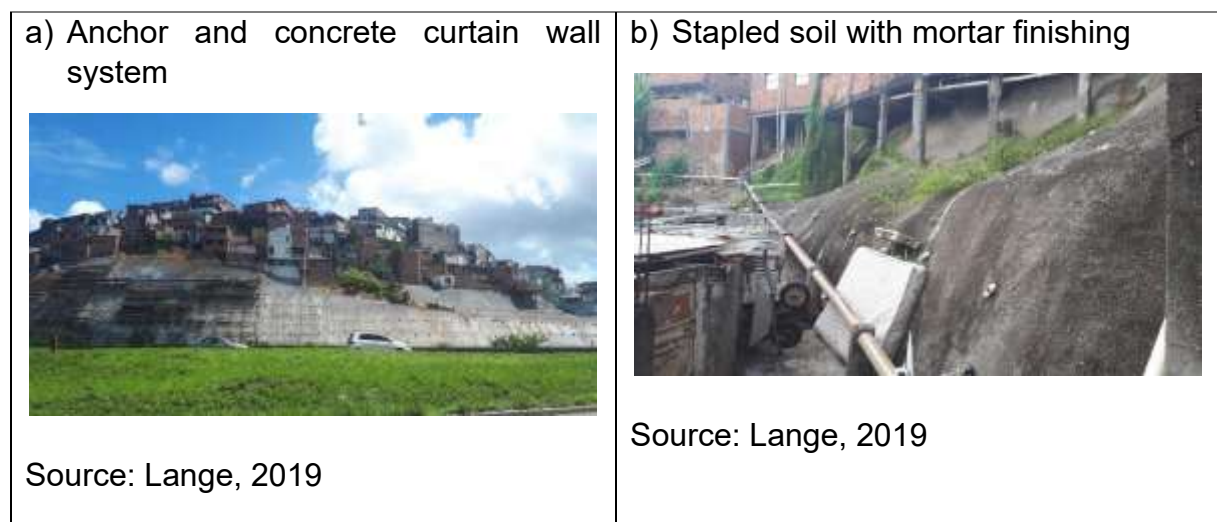 a) Anchor and concrete curtain wall
system
Source: Lange, 2019
b) Stapled soil with mortar finishing
Source: Lange, 2019